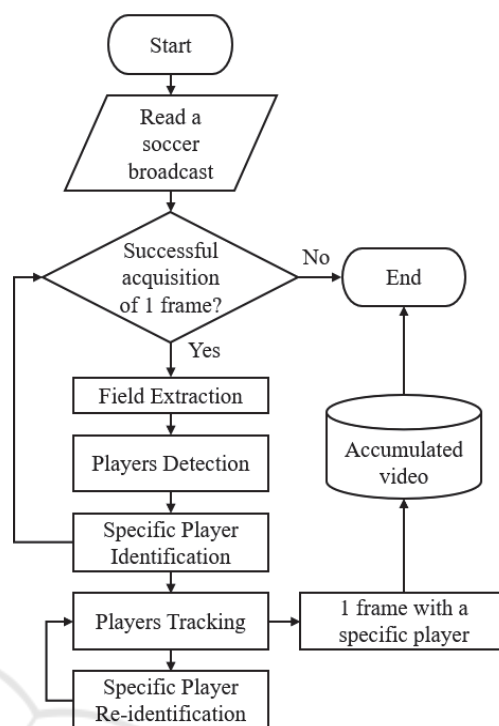 Start
Read a
soccer
broadcast
Successful
acquisition
of 1 frame?
No
End
Yes
Field Extraction
Players Detection
Accumulated
video
Specific Player
Identification
Players Tracking
1 frame with a
specific player
Specific Player
Re-identification